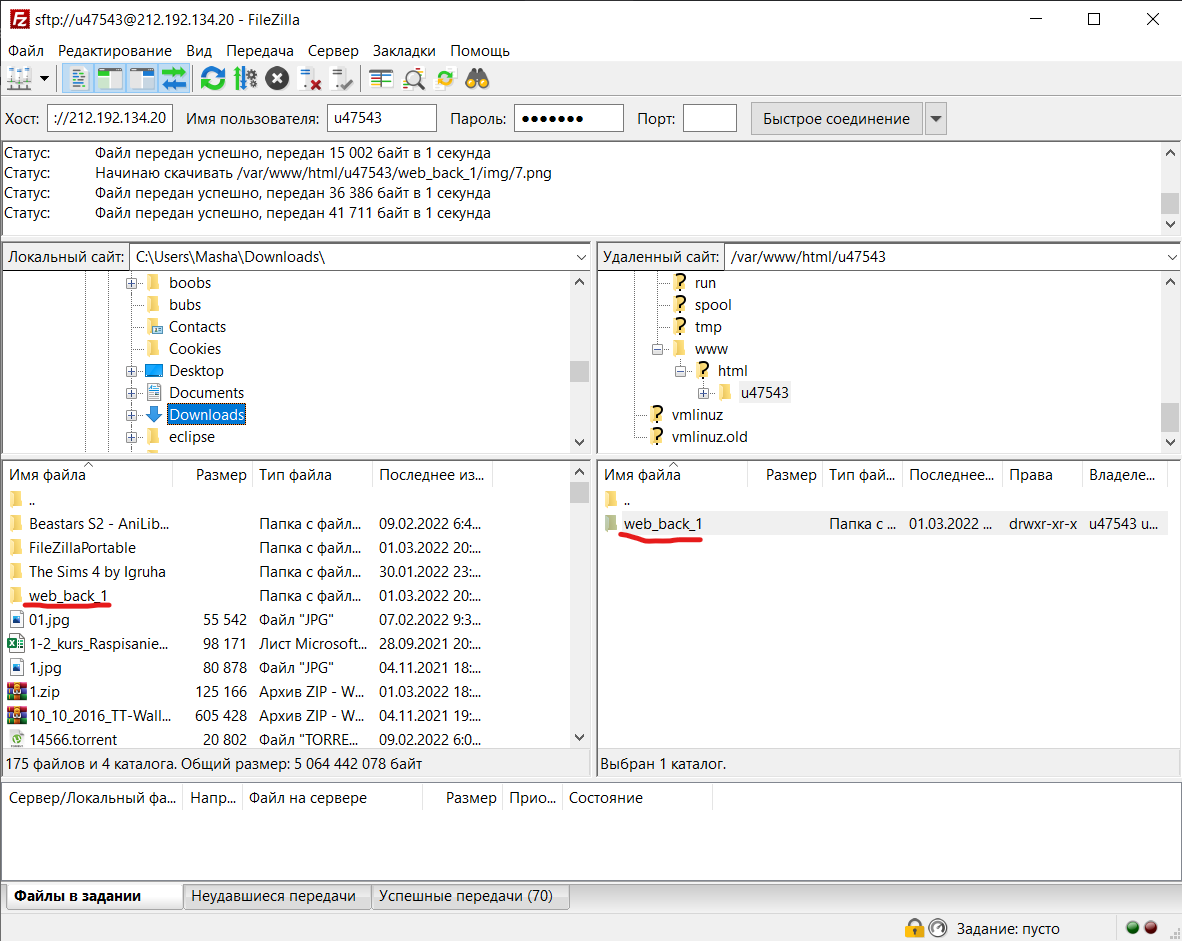 sftp://u47543@212.192.134.20 - FileZilla
Файл Редактирование Вид Передача Сервер Закладки Помощь
Хост: ://212.192.134.20 Имя пользователя: u47543 Пароль: ●●●●●●● Порт: Быстрое соединение
Статус: Файл передан успешно, передан 15 002 байт в 1 секунда
Статус: Начинаю скачивать /var/www/html/u47543/web_back_1/img/7.png
Статус: Файл передан успешно, передан 36 386 байт в 1 секунда
Статус: Файл передан успешно, передан 41 711 байт в 1 секунда
Локальный сайт: C:\Users\Masha\Downloads\
boobs
bubs
Contacts
Cookies
Desktop
Documents
Downloads
eclipse
Удаленный сайт: /var/www/html/u47543
run
spool
tmp
www
html
u47543
vmlinuz
vmlinuz.old
Имя файла Размер Тип файла Последнее из...
..
Beastars S2 - AniLib... Папка с файл... 09.02.2022 6:4...
FileZillaPortable Папка с файл... 01.03.2022 20:...
The Sims 4 by Igruha Папка с файл... 30.01.2022 23:...
web_back_1 Папка с файл... 01.03.2022 20:...
01.jpg 55 542 Файл "JPG" 07.02.2022 9:3...
1-2_kurs_Raspisanie... 98 171 Лист Microsoft... 28.09.2021 20:...
1.jpg 80 878 Файл "JPG" 04.11.2021 18:...
1.zip 125 166 Архив ZIP - W... 01.03.2022 18:...
10_10_2016_TT-Wall... 605 428 Архив ZIP - W... 04.11.2021 19:...
14566.torrent 20 802 Файл "TORRE... 09.02.2022 6:0...
175 файлов и 4 каталога. Общий размер: 5 064 442 078 байт
Имя файла Размер Тип фай... Последнее... Права Владеле...
..
web_back_1 Папка с ... 01.03.2022 ... drwxr-xr-x u47543 u...
Выбран 1 каталог.
Сервер/Локальный фа... Напр... Файл на сервере Размер Прио... Состояние
Файлы в задании Неудавшиеся передачи Успешные передачи (70)
Задание: пусто